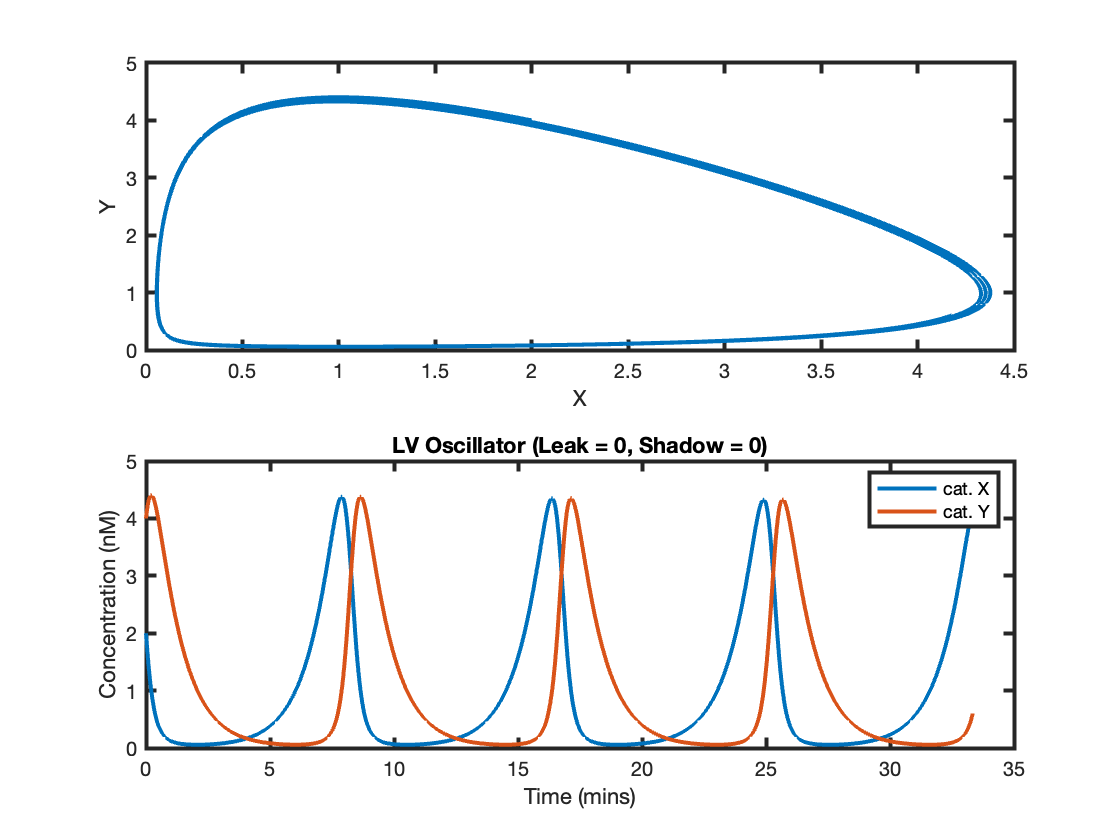 5
4
3
2
1
0
Y
0 0.5 1 1.5 2 2.5 3 3.5 4 4.5
X
LV Oscillator (Leak = 0, Shadow = 0)
5
4
3
2
1
0
Concentration (nM)
cat. X
cat. Y
0 5 10 15 20 25 30 35
Time (mins)